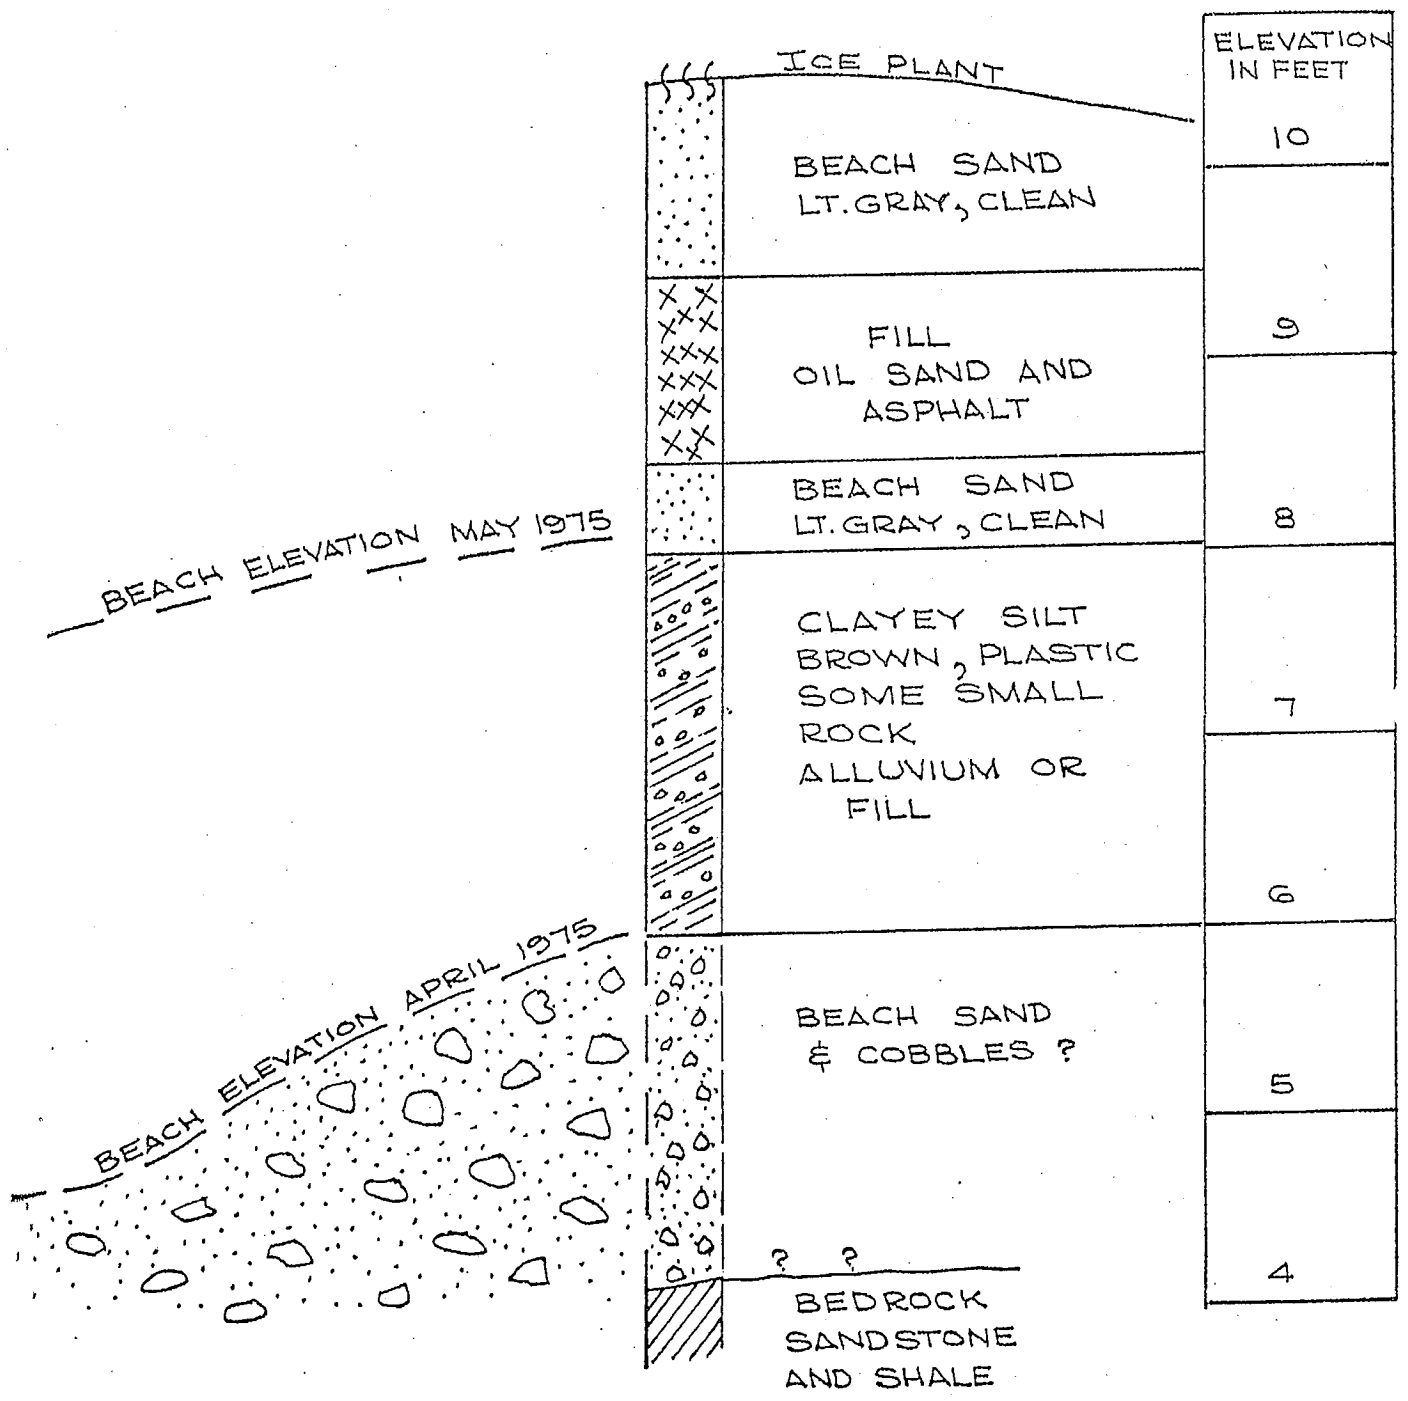 ICE PLANT
ELEVATION
IN FEET
10
BEACH SAND
LT. GRAY, CLEAN
9
FILL
OIL SAND AND
ASPHALT
BEACH SAND
LT. GRAY, CLEAN
8
BEACH ELEVATION MAY 1975
CLAYEY SILT
BROWN, PLASTIC
SOME SMALL
ROCK
ALLUVIUM OR
FILL
7
6
BEACH ELEVATION APRIL 1975
BEACH SAND
& COBBLES ?
5
? ?
4
BEDROCK
SANDSTONE
AND SHALE